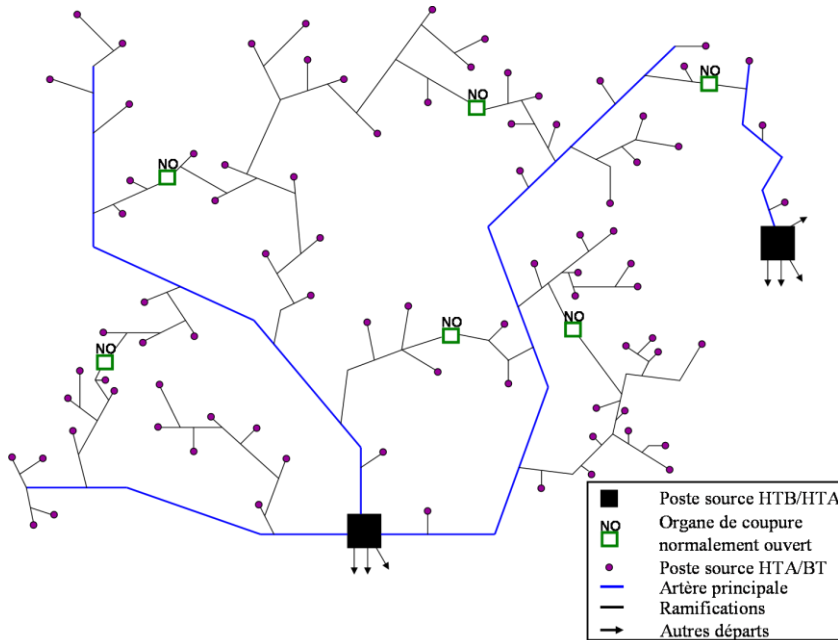 NO
NO
NO
NO
NO
NO
Poste source HTB/HTA
NO
Organe de coupure
normalement ouvert
Poste source HTA/BT
Artère principale
Ramifications
Autres départs